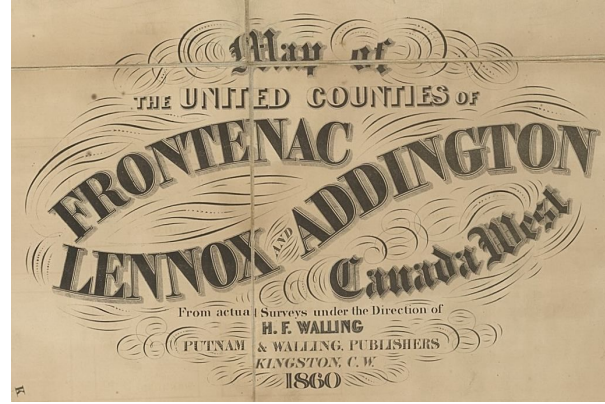 Map of
THE UNITED COUNTIES OF
FRONTENAC
LENNOX AND ADDINGTON
Canada West
From actual Surveys under the Direction of
H. F. WALLING
PUTNAM & WALLING, PUBLISHERS
KINGSTON, C.W.
1860
K